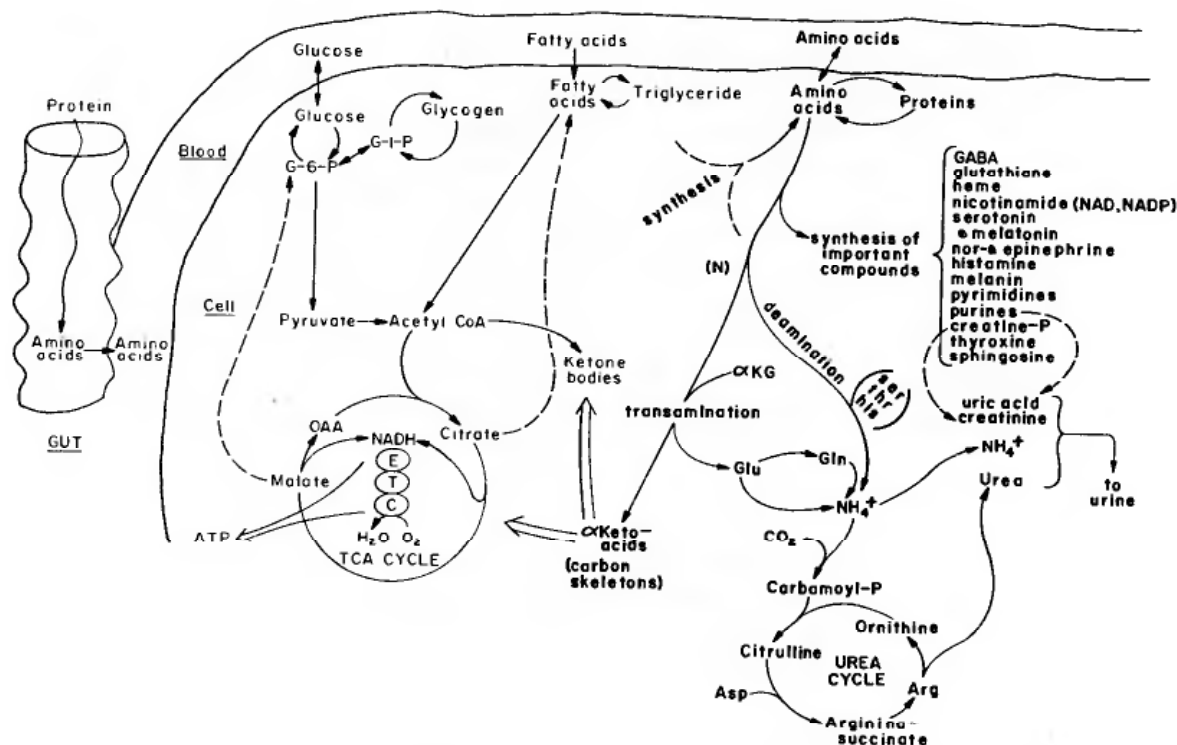 Glucose
Fatty acids
Amino acids
Protein
Glucose
G-6-P
G-1-P
Glycogen
Fatty
acids
Triglyceride
Amino
acids
Proteins
Blood
Cell
synthesis
synthesis of
important
compounds
GABA
glutathiane
heme
nicotinamide (NAD, NADP)
serotonin
melatonin
nor-& epinephrine
histamine
melanin
pyrimidines
purines
creatine-P
thyroxine
sphingosine
(N)
deamination
ser
thr
his
Amino
acids
Amino
acids
GUT
Pyruvate
Acetyl CoA
Ketone
bodies
αKG
transamination
uric acid
creatinine
NH₄⁺
Urea
to
urine
OAA
NADH
Citrate
Malate
E
T
C
H₂O
O₂
ATP
TCA CYCLE
Glu
Gln
NH₄⁺
αKeto-
acids
(carbon
skeletons)
CO₂
Carbamoyl-P
Ornithine
Citrulline
UREA
CYCLE
Asp
Arg
Arginina-
succinate